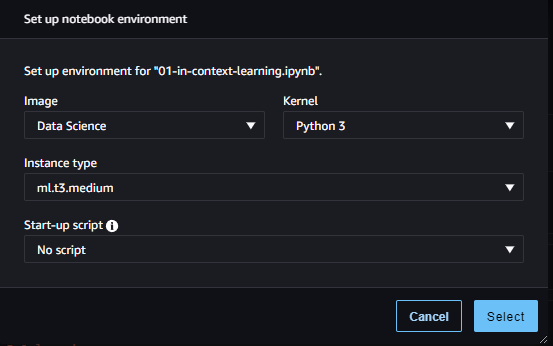 Set up notebook environment
Set up environment for "01-in-context-learning.ipynb".
Image
Kernel
Data Science
Python 3
Instance type
ml.t3.medium
Start-up script
No script
Cancel
Select